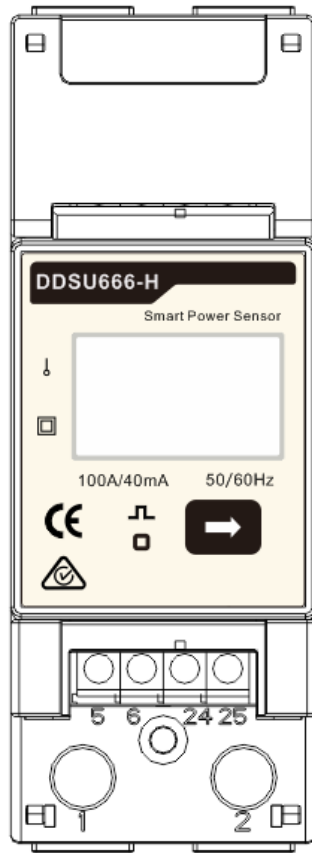 DDSU666-H
Smart Power Sensor
100A/40mA 50/60Hz
CE
5 6 24 25
1 2